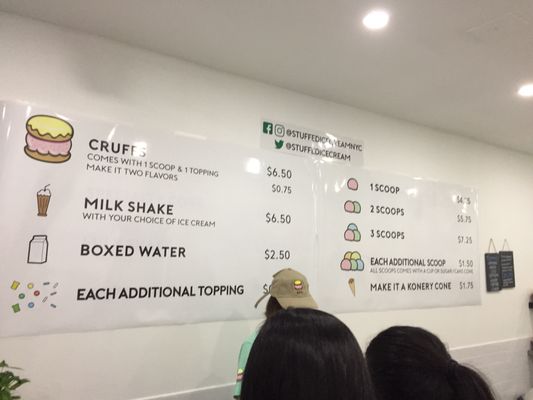 @STUFFEDICECREAMNYC
@STUFFEDICECREAM
CRUFFS
COMES WITH 1 SCOOP & 1 TOPPING
$6.50
MAKE IT TWO FLAVORS
$0.75
MILK SHAKE
WITH YOUR CHOICE OF ICE CREAM
$6.50
BOXED WATER
$2.50
EACH ADDITIONAL TOPPING
1 SCOOP
2 SCOOPS
$5.75
3 SCOOPS
$7.25
EACH ADDITIONAL SCOOP
$1.50
ALL SCOOPS COMES WITH A CUP OR SUGAR/CAKE CONE
MAKE IT A KONERY CONE
$1.75